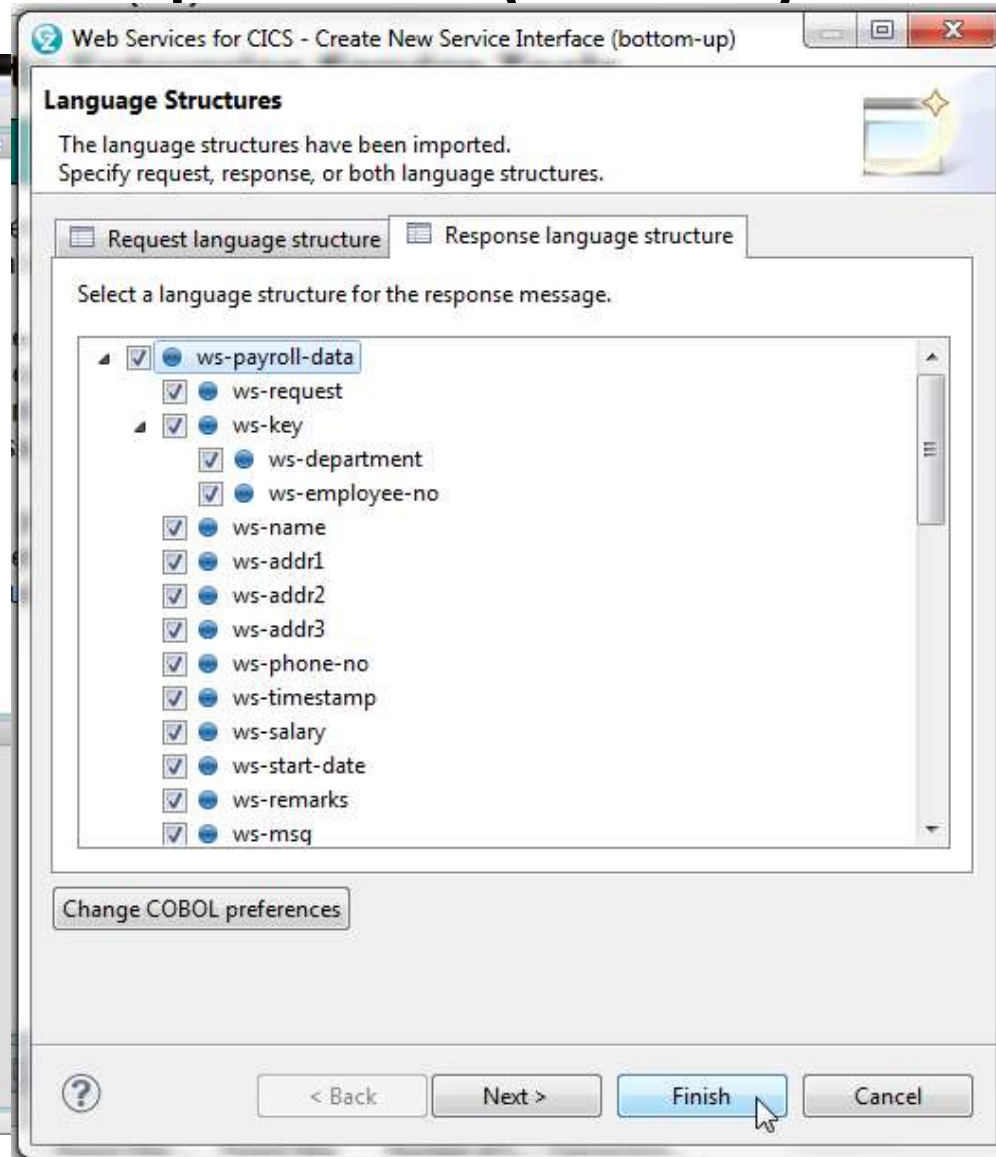 Web Services for CICS - Create New Service Interface (bottom-up)
Language Structures
The language structures have been imported.
Specify request, response, or both language structures.
Request language structure
Response language structure
Select a language structure for the response message.
ws-payroll-data
ws-request
ws-key
ws-department
ws-employee-no
ws-name
ws-addr1
ws-addr2
ws-addr3
ws-phone-no
ws-timestamp
ws-salary
ws-start-date
ws-remarks
ws-msg
Change COBOL preferences
?
< Back
Next >
Finish
Cancel